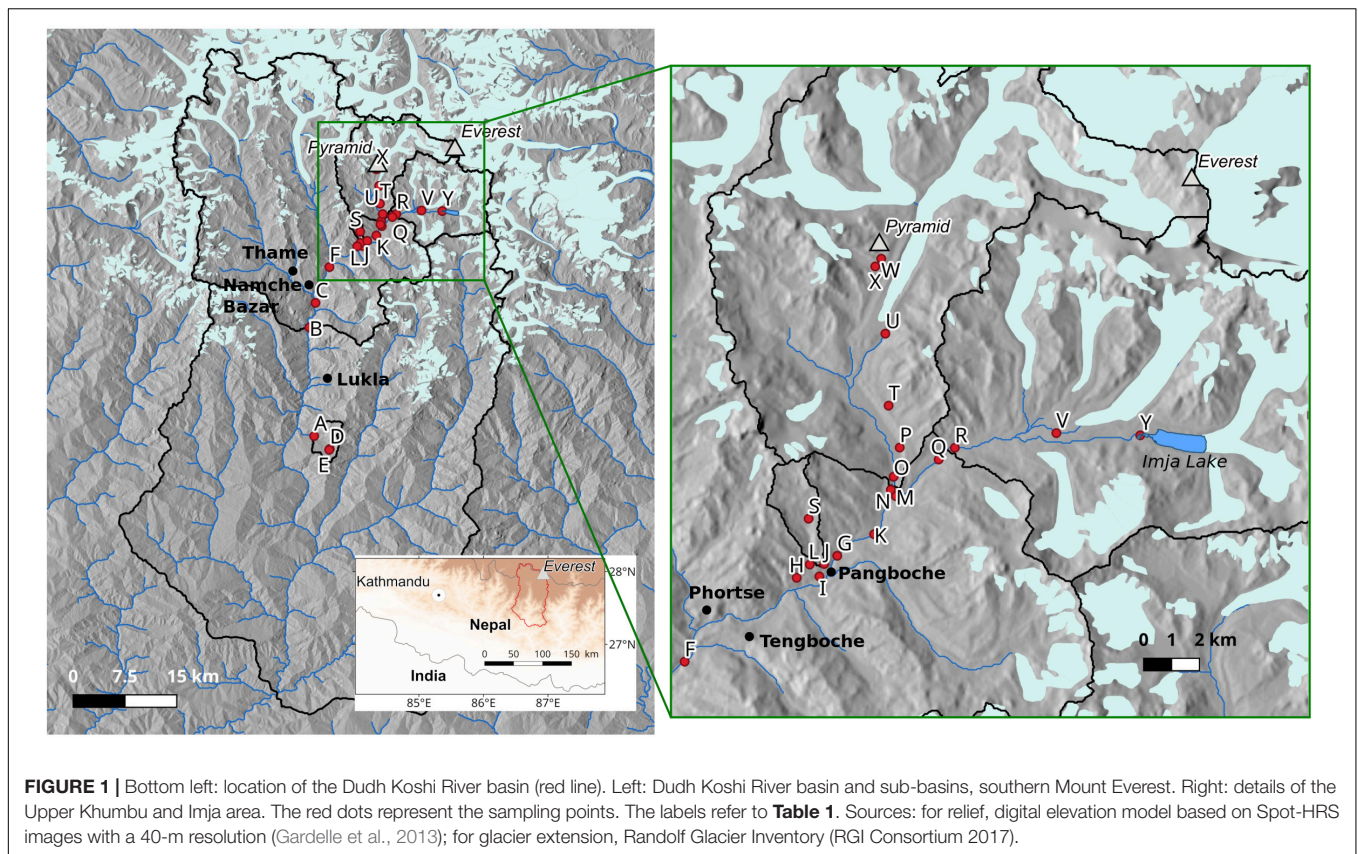 Everest
Pyramid
X
T
U
R
V
Y
S
Q
K
F
LJ
Thame
Namche
Bazar
C
B
Lukla
A
D
E
0 7.5 15 km
Everest
28°N
Kathmandu
Nepal
27°N
0 50 100 150 km
India
85°E 86°E 87°E
Everest
Pyramid
W
X
U
T
V
Y
P
R
Q
Imja Lake
O
N
M
S
K
G
L
J
H
I
Pangboche
Phortse
Tengboche
0 1 2 km
F
FIGURE 1 | Bottom left: location of the Dudh Koshi River basin (red line). Left: Dudh Koshi River basin and sub-basins, southern Mount Everest. Right: details of the
Upper Khumbu and Imja area. The red dots represent the sampling points. The labels refer to Table 1. Sources: for relief, digital elevation model based on Spot-HRS
images with a 40-m resolution (Gardelle et al., 2013); for glacier extension, Randolf Glacier Inventory (RGI Consortium 2017).